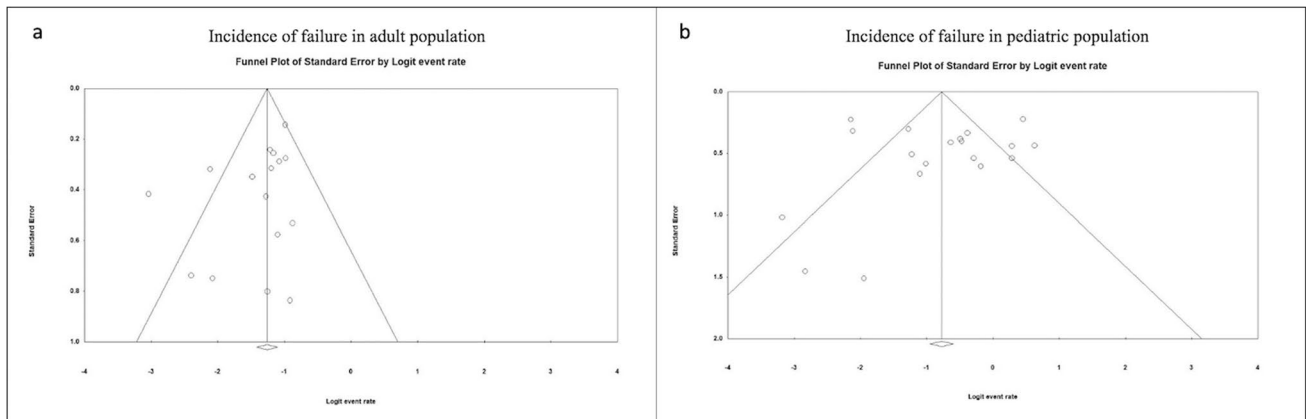 a
Incidence of failure in adult population
Funnel Plot of Standard Error by Logit event rate
0.0
0.2
0.4
0.6
0.8
1.0
Standard Error
-4 -3 -2 -1 0 1 2 3 4
Logit event rate
b
Incidence of failure in pediatric population
Funnel Plot of Standard Error by Logit event rate
0.0
0.5
1.0
1.5
2.0
Standard Error
-4 -3 -2 -1 0 1 2 3 4
Logit event rate